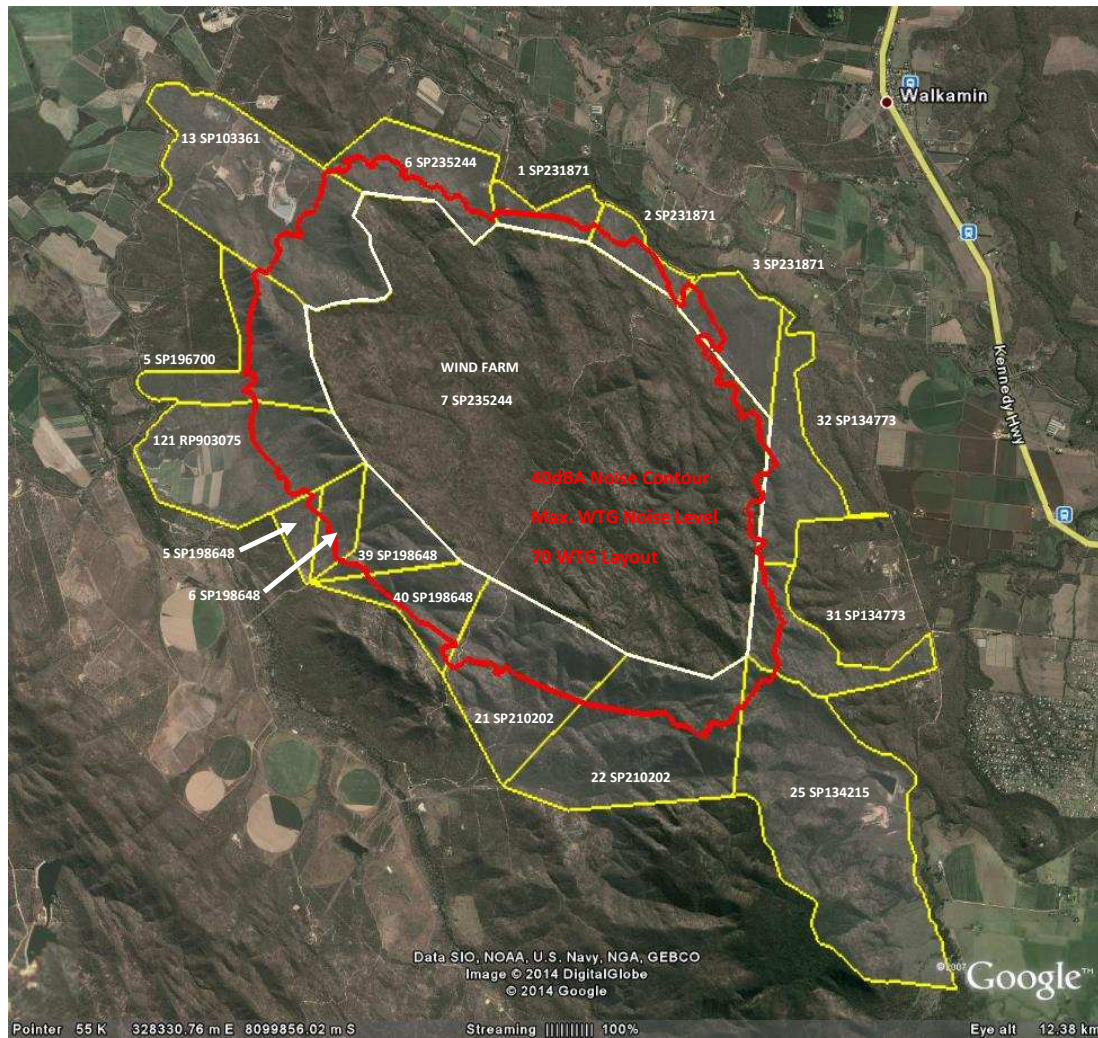 Walkamin
13 SP103361
6 SP235244
1 SP231871
2 SP231871
3 SP231871
Kennedy Hwy
5 SP196700
WIND FARM
7 SP235244
32 SP134773
121 RP903075
40dBA Noise Contour
Max. WTG Noise Level
70 WTG Layout
5 SP198648
39 SP198648
6 SP198648
40 SP198648
31 SP134773
21 SP210202
22 SP210202
25 SP134215
Data SIO, NOAA, U.S. Navy, NGA, GEBCO
Image © 2014 DigitalGlobe
© 2014 Google
©2007 Google™
Pointer 55 K 328330.76 m E 8099856.02 m S Streaming |||||||||| 100% Eye alt 12.38 km